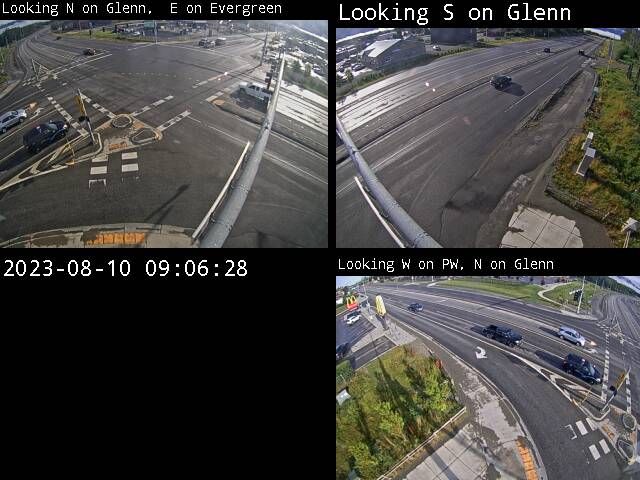 Looking N on Glenn,  E on Evergreen
Looking S on Glenn
2023-08-10 09:06:28
Looking W on PW, N on Glenn